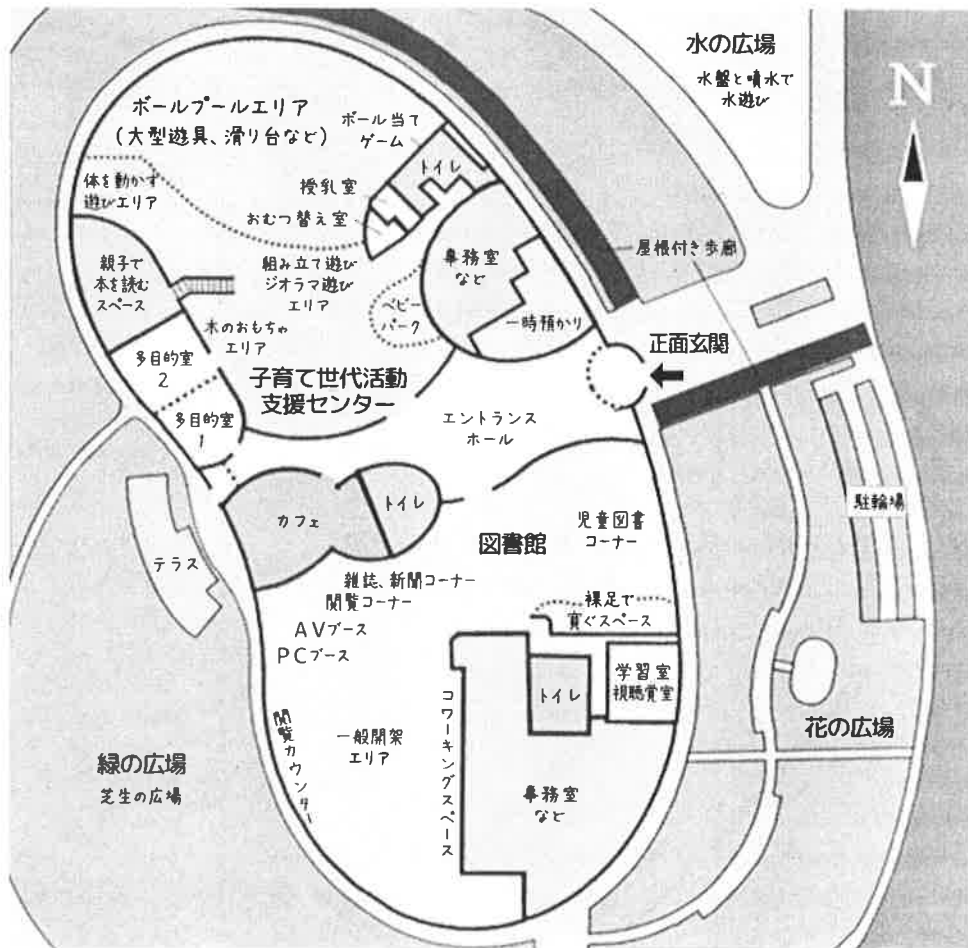 水の広場
水盤と噴水で
水遊び
N
ボールプールエリア
(大型遊具、滑り台など)
ボール当て
ゲーム
トイレ
体を動かす
遊びエリア
授乳室
おむつ替え室
屋根付き歩廊
親子で
本を読む
スペース
組み立て遊び
ジオラマ遊び
エリア
事務室
など
ベビー
パーク
一時預かり
木のおもちゃ
エリア
正面玄関
多目的室
2
子育て世代活動
支援センター
多目的室
1
エントランス
ホール
カフェ
トイレ
図書館
児童図書
コーナー
駐輪場
テラス
雑誌、新聞コーナー
閲覧コーナー
裸足で
寛ぐスペース
AVブース
PCブース
学習室
視聴覚室
トイレ
コワーキングスペース
閲覧カウンター
一般開架
エリア
花の広場
緑の広場
芝生の広場
事務室
など